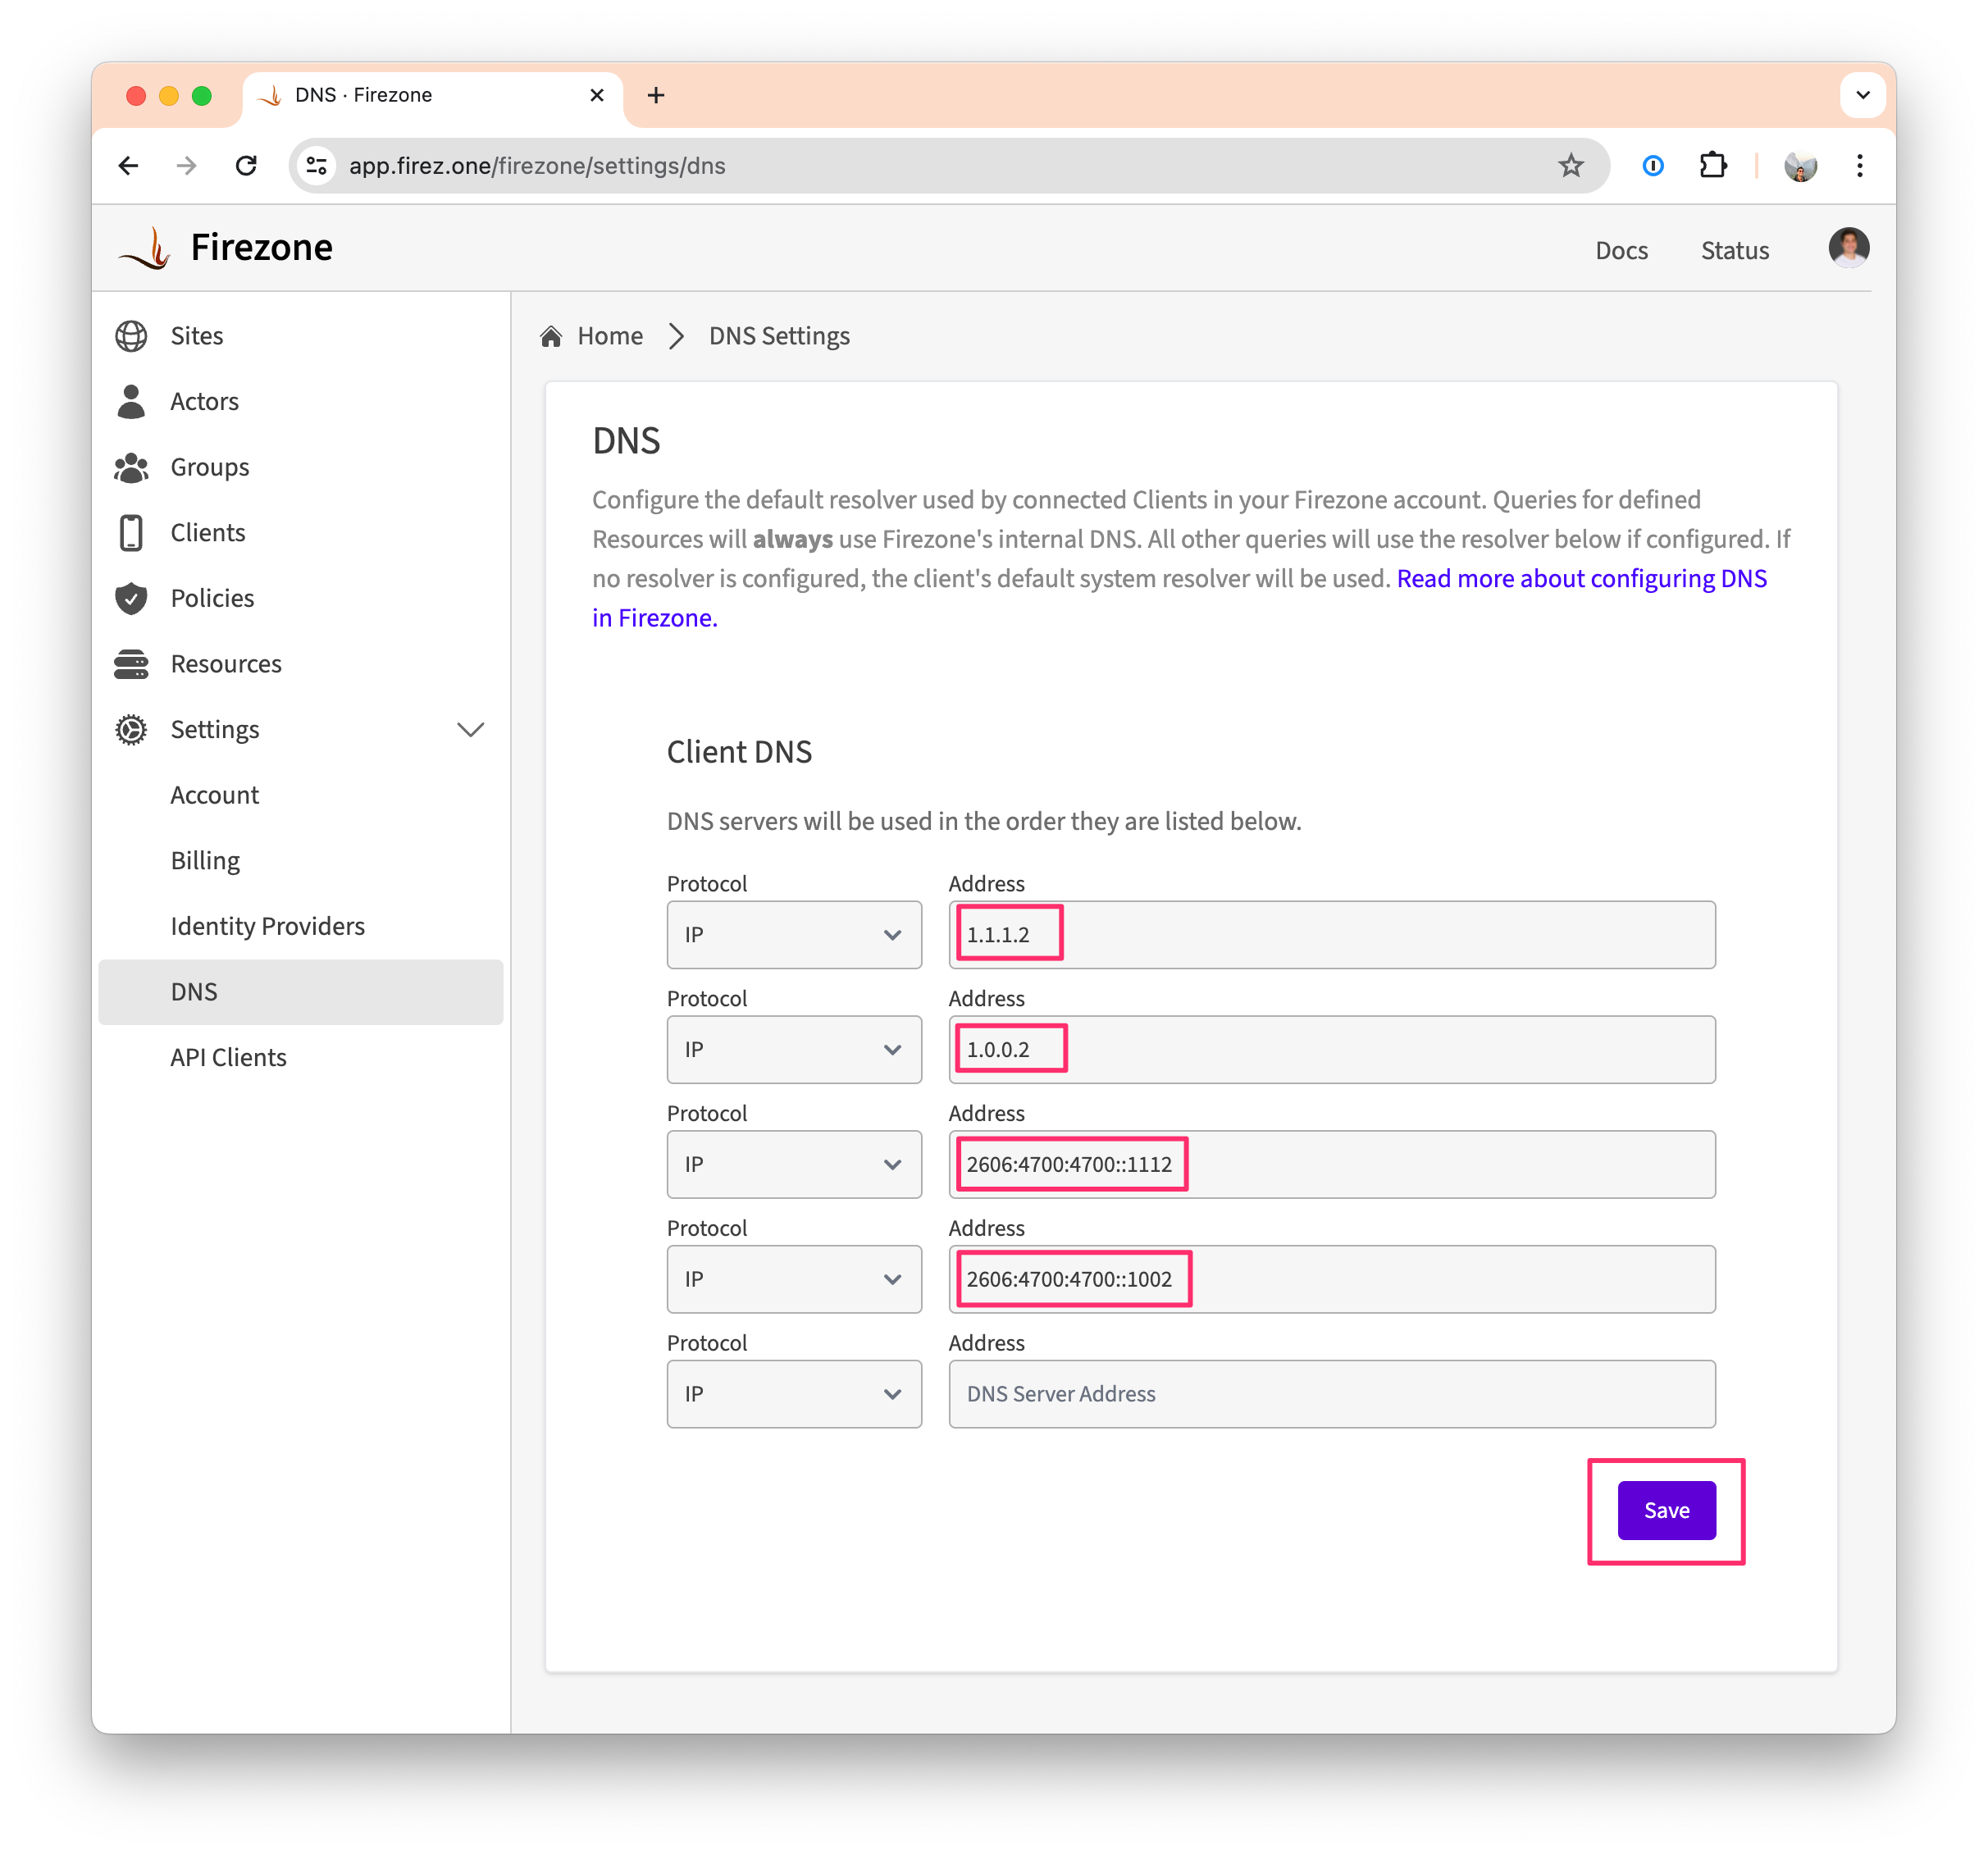 DNS · Firezone
app.firez.one/firezone/settings/dns
Firezone
Docs
Status
Sites
Actors
Groups
Clients
Policies
Resources
Settings
Account
Billing
Identity Providers
DNS
API Clients
Home
DNS Settings
DNS
Configure the default resolver used by connected Clients in your Firezone account. Queries for defined
Resources will always use Firezone's internal DNS. All other queries will use the resolver below if configured. If
no resolver is configured, the client's default system resolver will be used. Read more about configuring DNS
in Firezone.
Client DNS
DNS servers will be used in the order they are listed below.
Protocol Address
IP 1.1.1.2
Protocol Address
IP 1.0.0.2
Protocol Address
IP 2606:4700:4700::1112
Protocol Address
IP 2606:4700:4700::1002
Protocol Address
IP DNS Server Address
Save